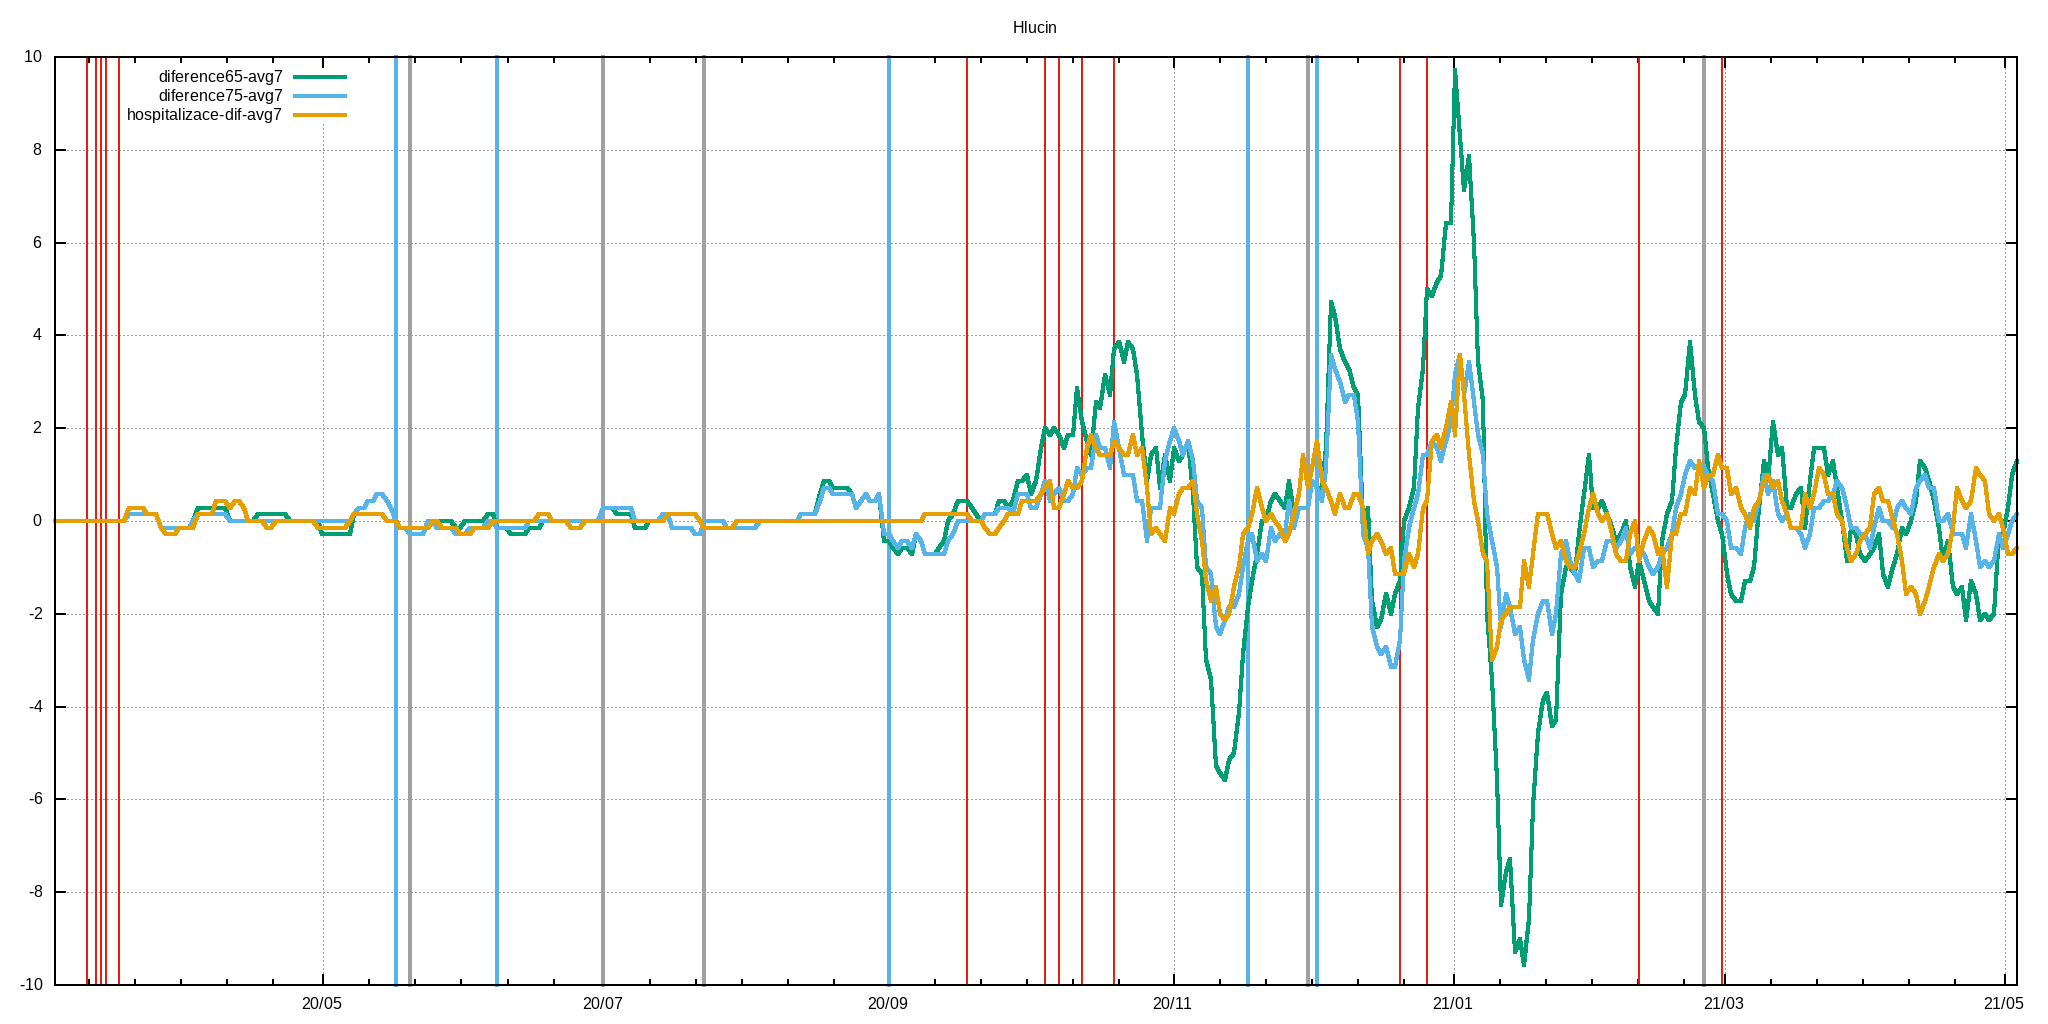 Hlucin
diference65-avg7
diference75-avg7
hospitalizace-dif-avg7
10
8
6
4
2
0
-2
-4
-6
-8
-10
20/05 20/07 20/09 20/11 21/01 21/03 21/05